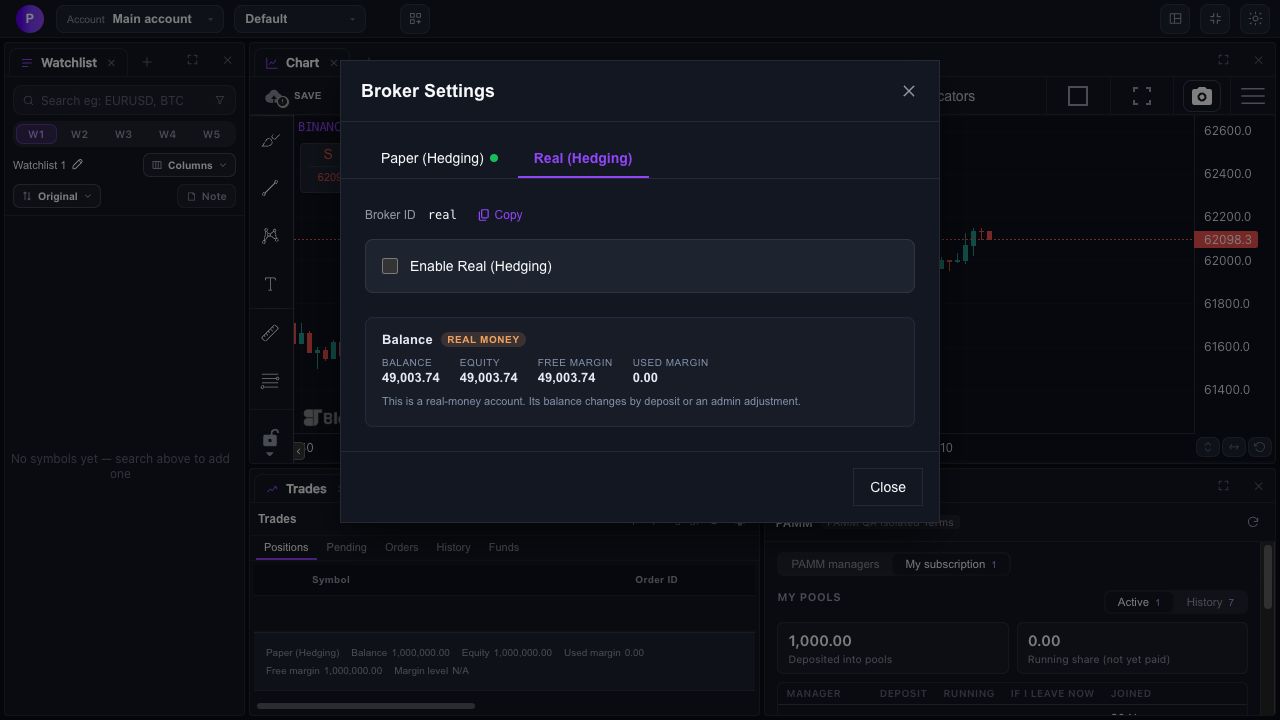 P Account Main account Default
Watchlist
Chart
Search eg: EURUSD, BTC
W1 W2 W3 W4 W5
Watchlist 1 Columns
Original Note
No symbols yet — search above to add one
SAVE
BINANC
S
6209
Broker Settings
Paper (Hedging) Real (Hedging)
Broker ID real Copy
Enable Real (Hedging)
Balance REAL MONEY
BALANCE EQUITY FREE MARGIN USED MARGIN
49,003.74 49,003.74 49,003.74 0.00
This is a real-money account. Its balance changes by deposit or an admin adjustment.
Close
cators
62600.0
62400.0
62200.0
62098.3
62000.0
61800.0
61600.0
61400.0
10
Trades
Trades
Positions Pending Orders History Funds
Symbol Order ID
Paper (Hedging) Balance 1,000,000.00 Equity 1,000,000.00 Used margin 0.00
Free margin 1,000,000.00 Margin level N/A
PAMM PAMM QA Isolated Terms
PAMM managers My subscription 1
MY POOLS Active 1 History 7
1,000.00
Deposited into pools
0.00
Running share (not yet paid)
MANAGER DEPOSIT RUNNING IF I LEAVE NOW JOINED